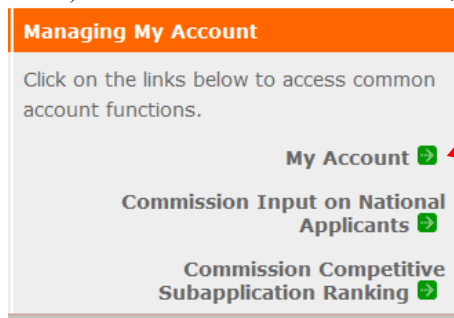 Managing My Account
Click on the links below to access common
account functions.
My Account
Commission Input on National
Applicants
Commission Competitive
Subapplication Ranking